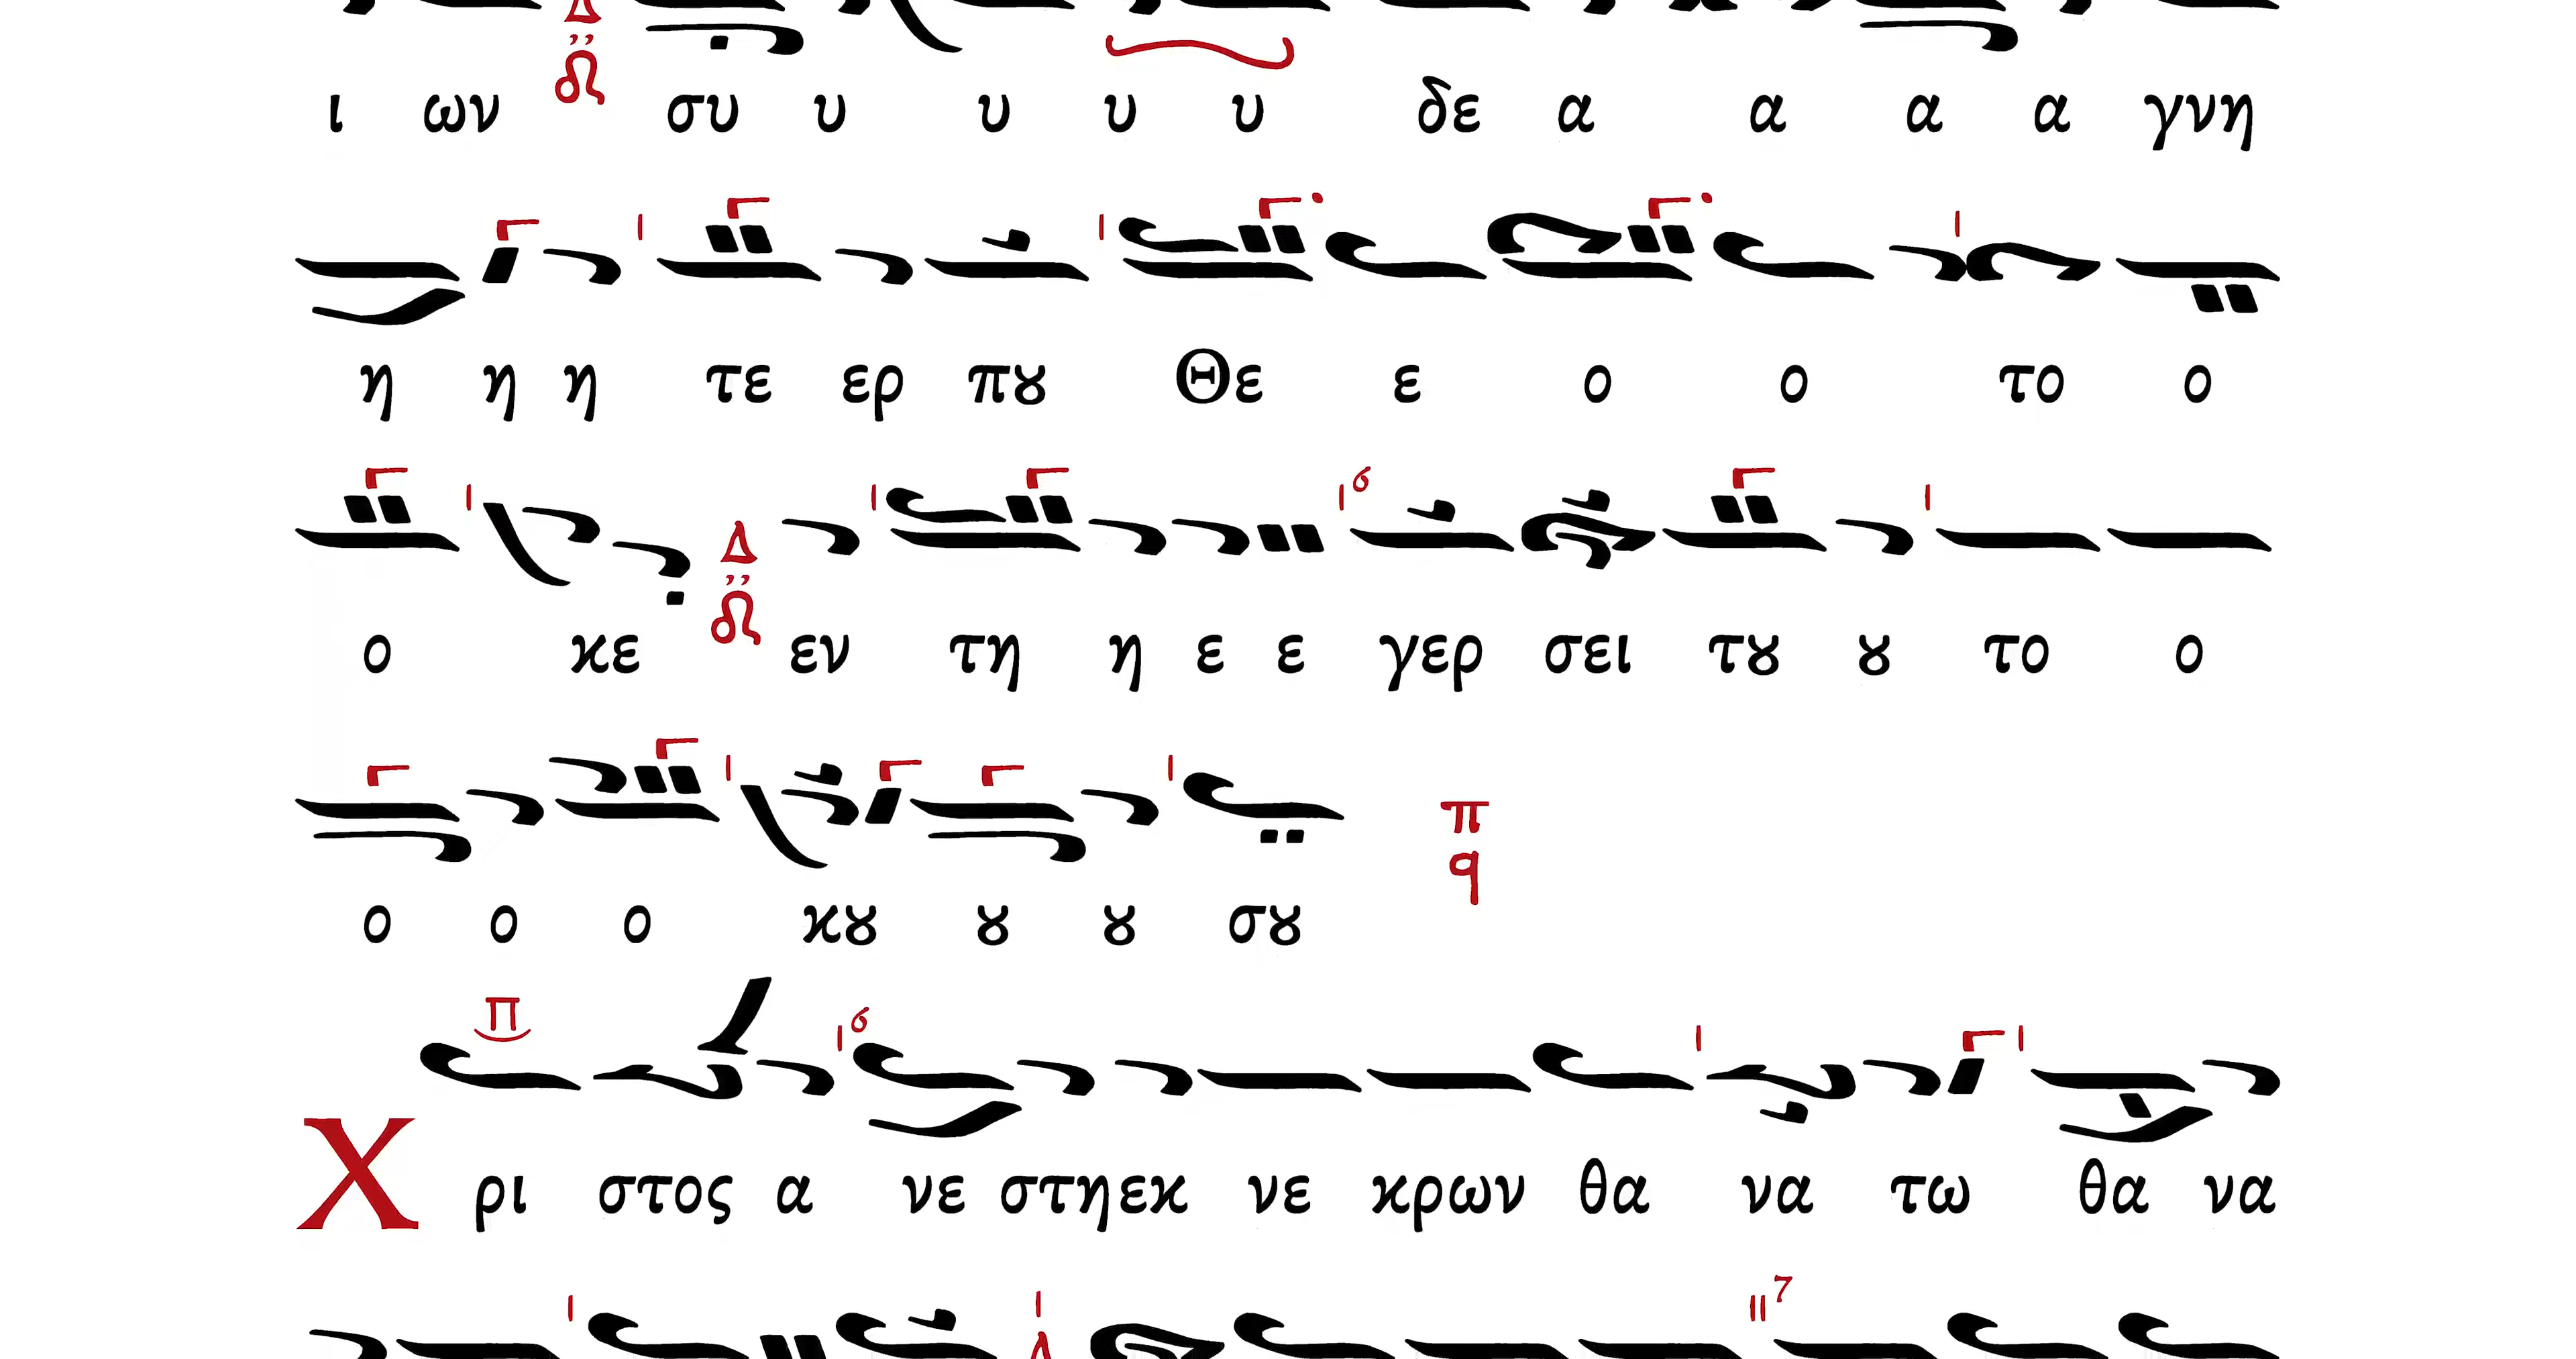 ι ων συ υ υ υ υ δε α α α α γνη
η η η τε ερ πȣ Θε ε ο ο το ο
ο κε εν τη η ε ε γερ σει τȣ ȣ το ο
ο ο ο κȣ ȣ ȣ σȣ
Χ ρι στος α νε στηεκ νε κρων θα να τω θα να